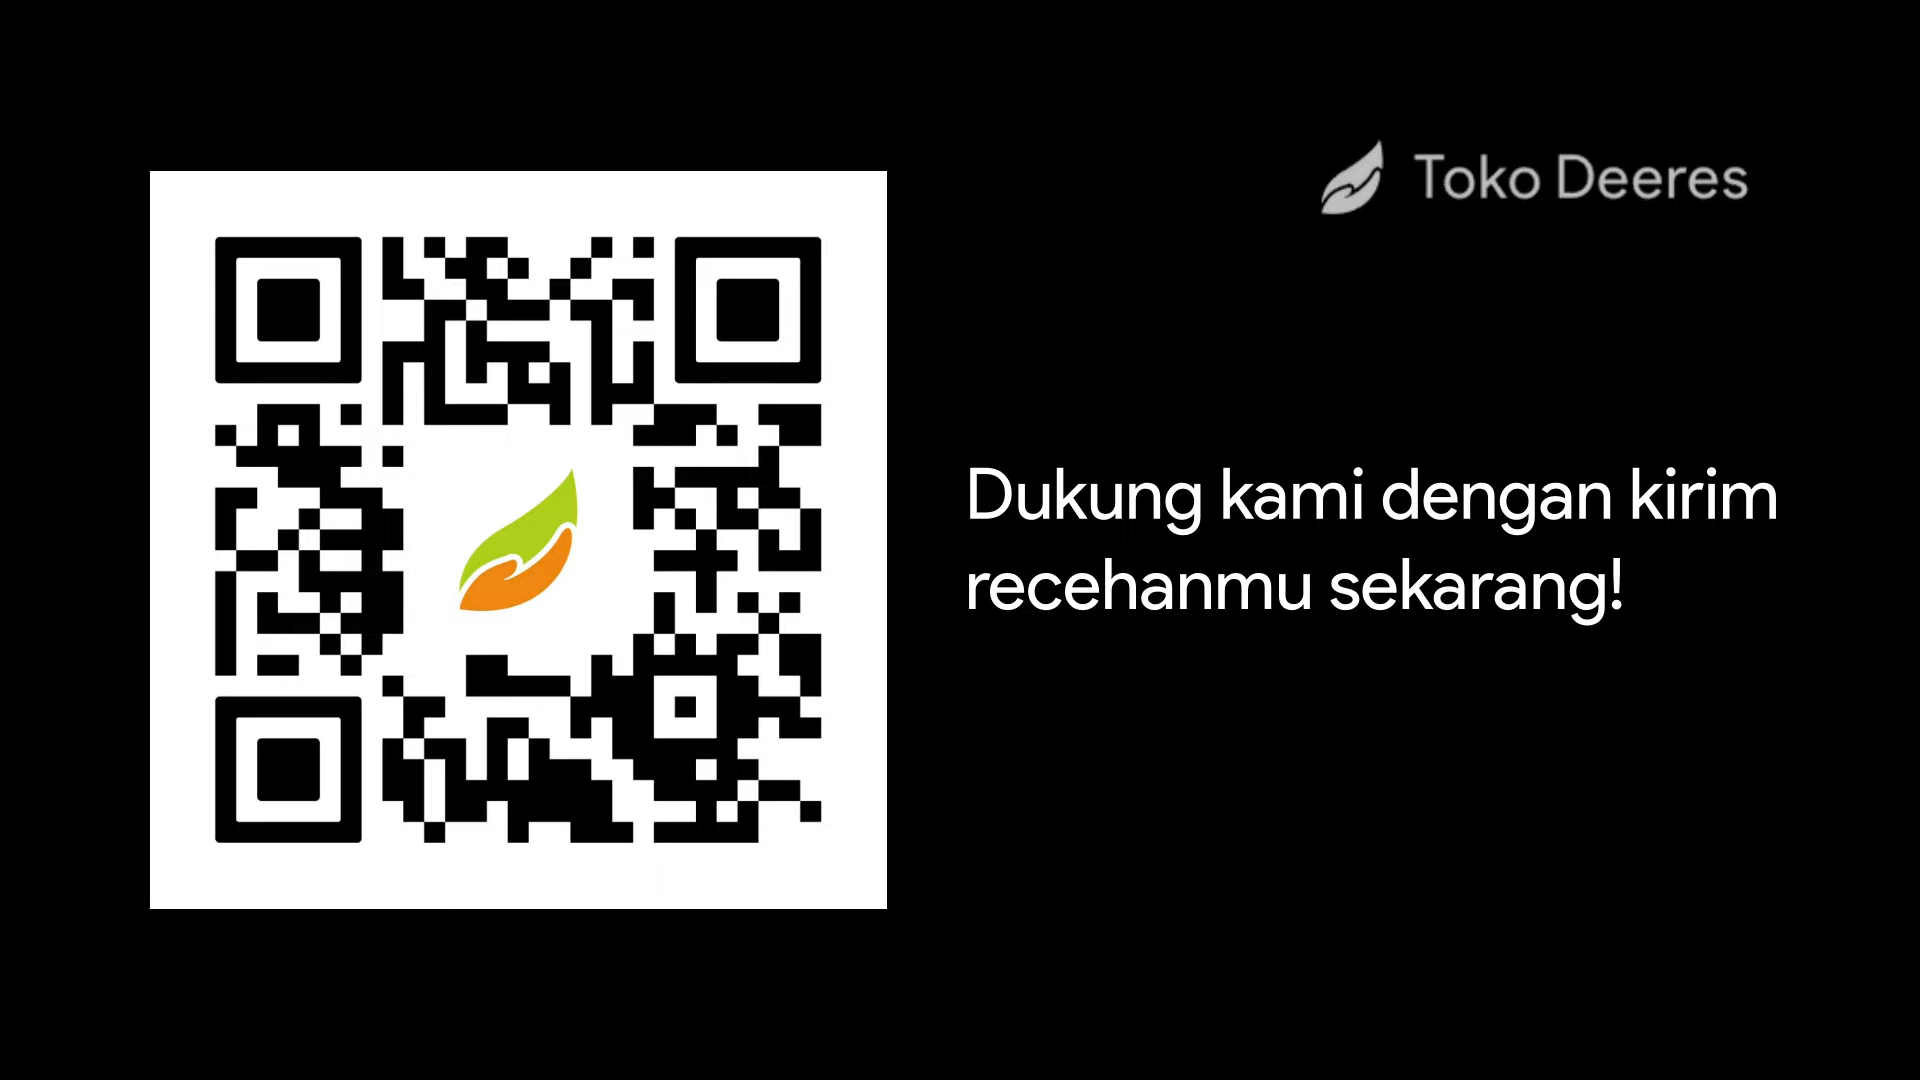 Toko Deeres
Dukung kami dengan kirim
recehanmu sekarang!